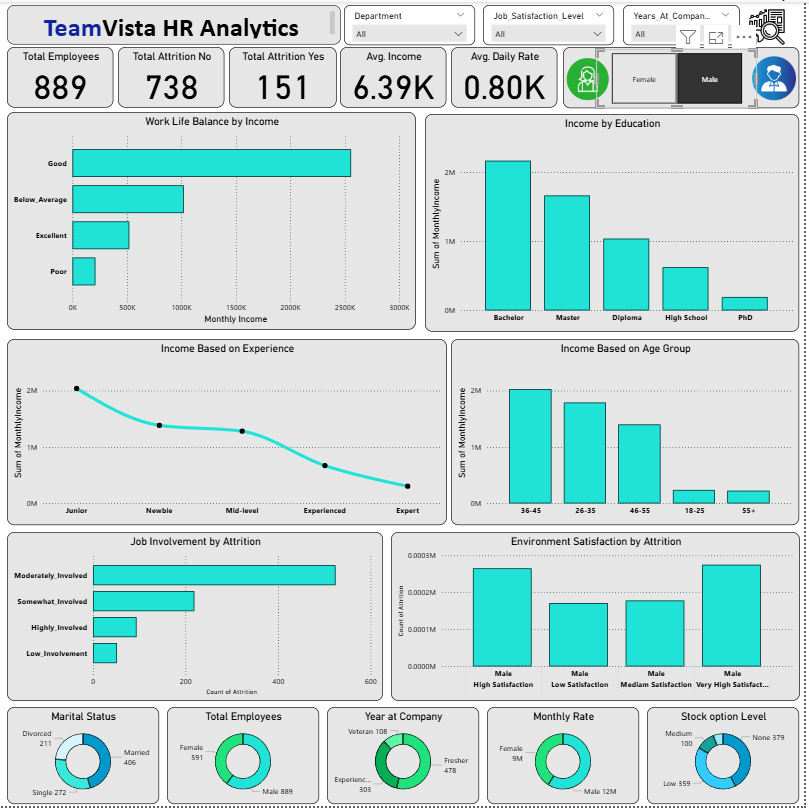 TeamVista HR Analytics
Department
All
Job_Satisfaction_Level
All
Years_At_Compan...
All
Total Employees
889
Total Attrition No
738
Total Attrition Yes
151
Avg. Income
6.39K
Avg. Daily Rate
0.80K
Female
Male
Work Life Balance by Income
Good
Below_Average
Excellent
Poor
0K 500K 1000K 1500K 2000K 2500K 3000K
Monthly Income
Income by Education
Sum of MonthlyIncome
2M
1M
0M
Bachelor Master Diploma High School PhD
Income Based on Experience
Sum of MonthlyIncome
2M
1M
0M
Junior Newbie Mid-level Experienced Expert
Income Based on Age Group
Sum of MonthlyIncome
2M
1M
0M
36-45 26-35 46-55 18-25 55+
Job Involvement by Attrition
Moderately_Involved
Somewhat_Involved
Highly_Involved
Low_Involvement
0 200 400 600
Count of Attrition
Environment Satisfaction by Attrition
Count of Attrition
0.0003M
0.0002M
0.0001M
0.0000M
Male Male Male Male
High Satisfaction Low Satisfaction Mediam Satisfaction Very High Satisfact...
Marital Status
Divorced
211
Married
406
Single 272
Total Employees
Female
591
Male 889
Year at Company
Veteran 108
Fresher
478
Experienc...
303
Monthly Rate
Female
9M
Male 12M
Stock option Level
Medium
100
None 379
Low 359